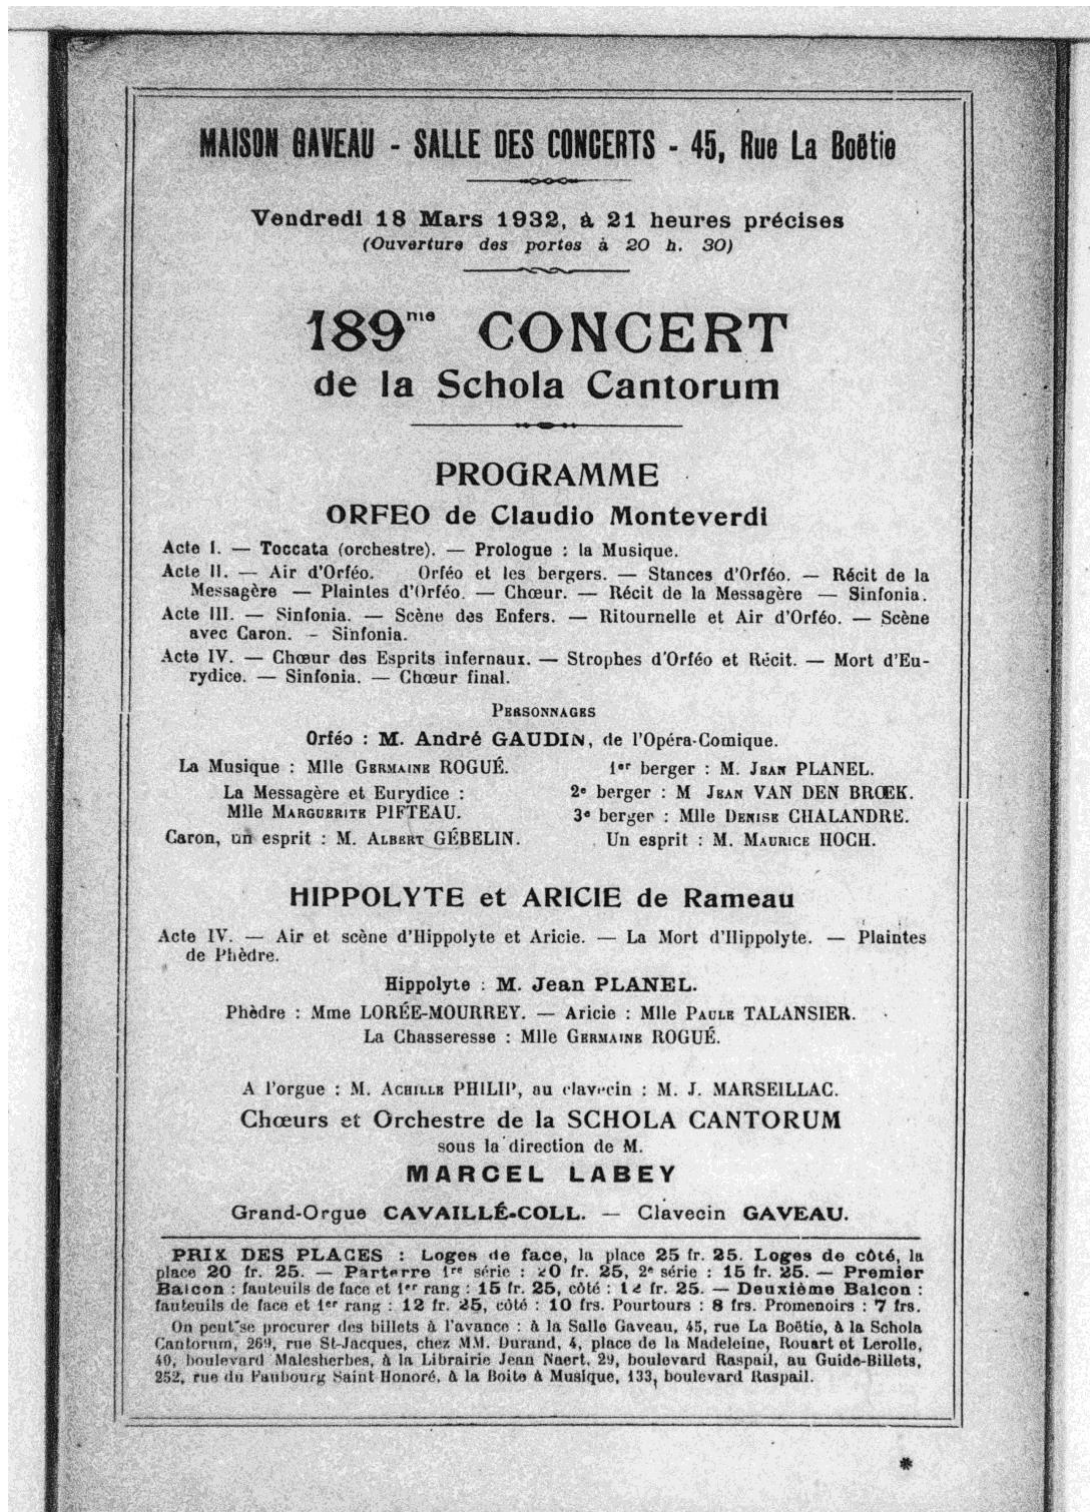 MAISON GAVEAU - SALLE DES CONCERTS - 45, Rue La Boëtie
Vendredi 18 Mars 1932, à 21 heures précises
(Ouverture des portes à 20 h. 30)
189me CONCERT
de la Schola Cantorum
PROGRAMME
ORFEO de Claudio Monteverdi
Acte I. — Toccata (orchestre). — Prologue : la Musique.
Acte II. — Air d'Orféo. Orféo et les bergers. — Stances d'Orféo. — Récit de la
Messagère — Plaintes d'Orféo. — Chœur. — Récit de la Messagère — Sinfonia.
Acte III. — Sinfonia. — Scène des Enfers. — Ritournelle et Air d'Orféo. — Scène
avec Caron. - Sinfonia.
Acte IV. — Chœur des Esprits infernaux. — Strophes d'Orféo et Récit. — Mort d'Eu-
rydice. — Sinfonia. — Chœur final.
PERSONNAGES
Orféo : M. André GAUDIN, de l'Opéra-Comique.
La Musique : Mlle GERMAINE ROGUÉ.
La Messagère et Eurydice :
Mlle MARGUERITE PIFTEAU.
Caron, un esprit : M. ALBERT GÉBELIN.
1er berger : M. JEAN PLANEL.
2e berger : M JEAN VAN DEN BRŒK.
3e berger : Mlle DENISE CHALANDRE.
Un esprit : M. MAURICE HOCH.
HIPPOLYTE et ARICIE de Rameau
Acte IV. — Air et scène d'Hippolyte et Aricie. — La Mort d'Hippolyte. — Plaintes
de Phèdre.
Hippolyte : M. Jean PLANEL.
Phèdre : Mme LORÉE-MOURREY. — Aricie : Mlle PAULE TALANSIER.
La Chasseresse : Mlle GERMAINE ROGUÉ.
A l'orgue : M. ACHILLE PHILIP, au clavecin : M. J. MARSEILLAC.
Chœurs et Orchestre de la SCHOLA CANTORUM
sous la direction de M.
MARCEL LABEY
Grand-Orgue CAVAILLÉ-COLL. — Clavecin GAVEAU.
PRIX DES PLACES : Loges de face, la place 25 fr. 25. Loges de côté, la
place 20 fr. 25. — Parterre 1re série : 20 fr. 25, 2e série : 15 fr. 25. — Premier
Balcon : fauteuils de face et 1er rang : 15 fr. 25, côté : 12 fr. 25. — Deuxième Balcon :
fauteuils de face et 1er rang : 12 fr. 25, côté : 10 frs. Pourtours : 8 frs. Promenoirs : 7 frs.
On peut se procurer des billets à l'avance : à la Salle Gaveau, 45, rue La Boëtie, à la Schola
Cantorum, 269, rue St-Jacques, chez MM. Durand, 4, place de la Madeleine, Rouart et Lerolle,
40, boulevard Malesherbes, à la Librairie Jean Naert, 29, boulevard Raspail, au Guide-Billets,
252, rue du Faubourg Saint Honoré, à la Boite à Musique, 133, boulevard Raspail.